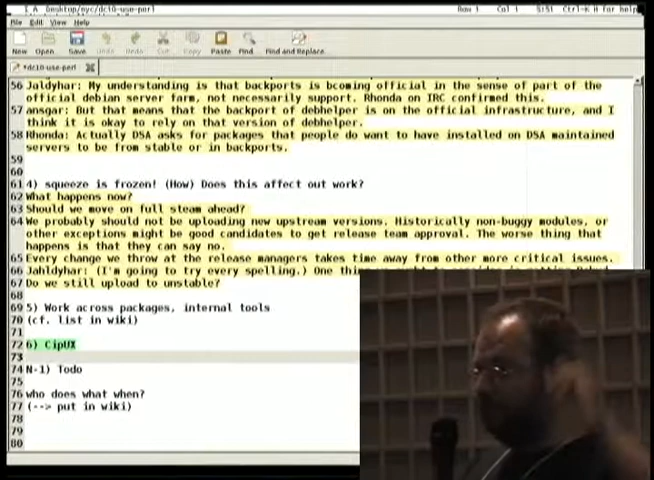 I A Desktop/nyc/dc10-use-perl Row 1 Col 1 5:51 Ctrl-K H for help
File Edit View Help
New Open Save Undo Redo Cut Copy Paste Find Find and Replace
*dc10-use-perl
56 Jaldyhar: My understanding is that backports is bcoming official in the sense of part of the
official debian server farm, not necessarily support. Rhonda on IRC confirmed this.
57 ansgar: But that means that the backport of debhelper is on the official infrastructure, and I
think it is okay to rely on that version of debhelper.
58 Rhonda: Actually DSA asks for packages that people do want to have installed on DSA maintained
servers to be from stable or in backports.
59
60
61 4) squeeze is frozen! (How) Does this affect out work?
62 What happens now?
63 Should we move on full steam ahead?
64 We probably should not be uploading new upstream versions. Historically non-buggy modules, or
other exceptions might be good candidates to get release team approval. The worse thing that
happens is that they can say no.
65 Every change we throw at the release managers takes time away from other more critical issues.
66 Jahldyhar: (I'm going to try every spelling.) One thing
67 Do we still upload to unstable?
68
69 5) Work across packages, internal tools
70 (cf. list in wiki)
71
72 6) CipUX
73
74 N-1) Todo
75
76 who does what when?
77 (--> put in wiki)
78
79
80